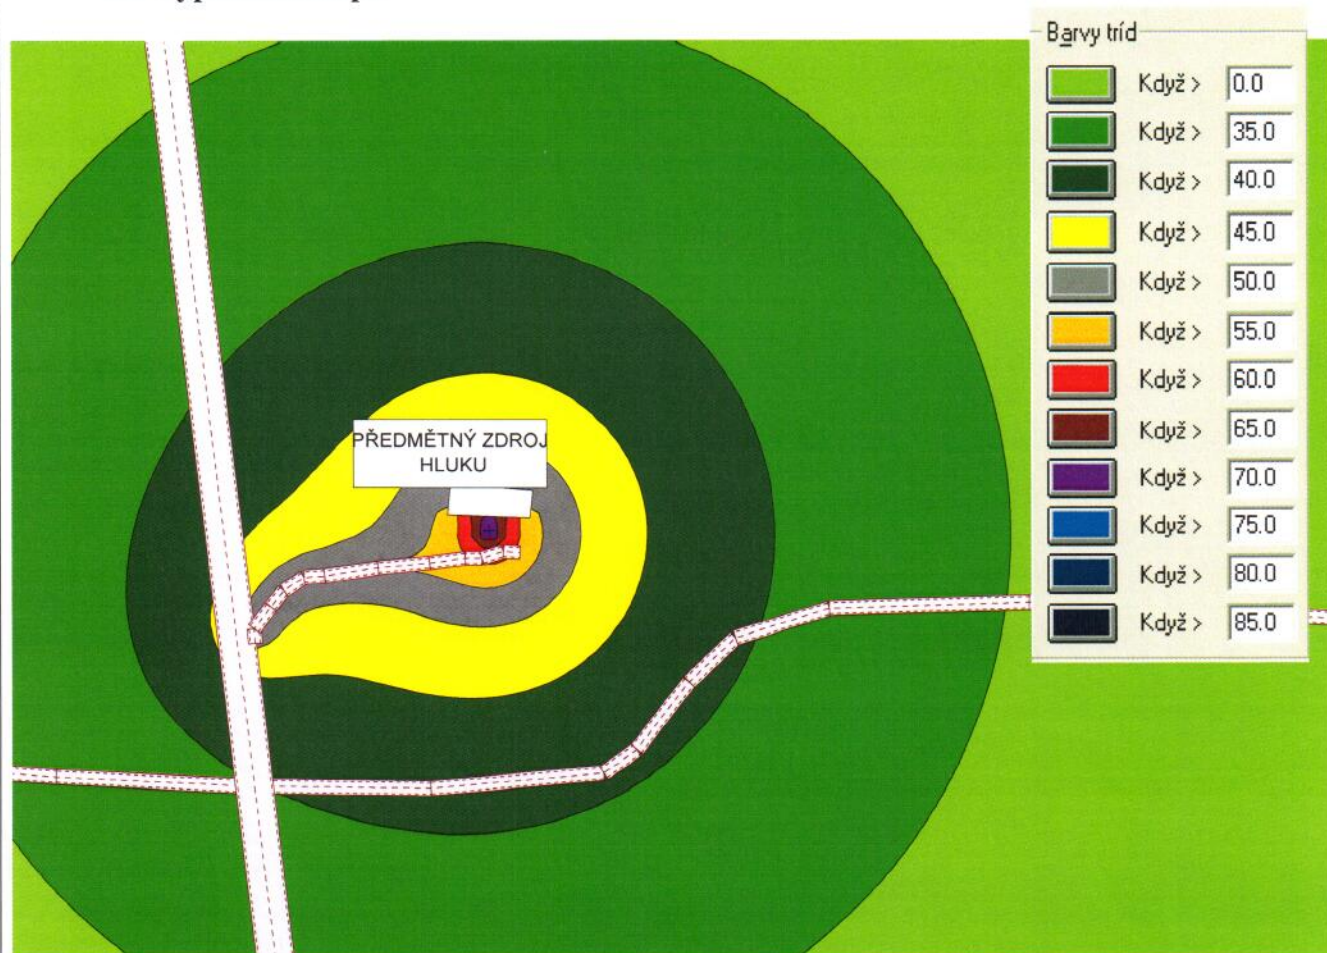 Barvy tríd
Když > 0.0
Když > 35.0
Když > 40.0
Když > 45.0
Když > 50.0
Když > 55.0
Když > 60.0
Když > 65.0
Když > 70.0
Když > 75.0
Když > 80.0
Když > 85.0
PŘEDMĚTNÝ ZDROJ
HLUKU